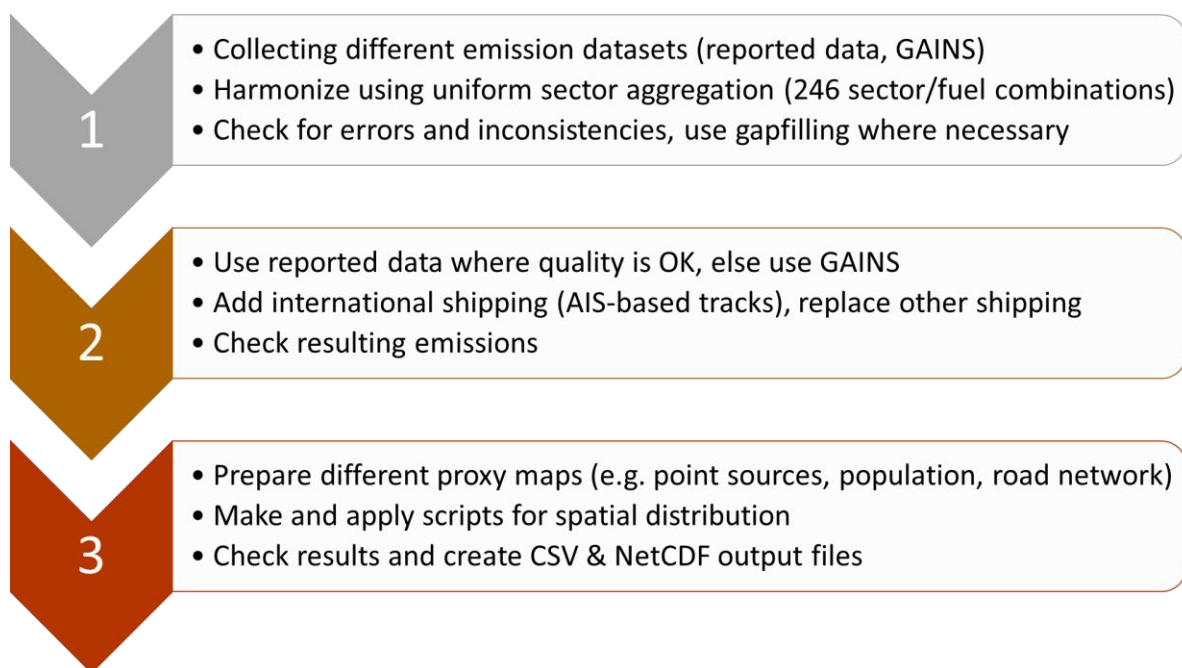 1
• Collecting different emission datasets (reported data, GAINS)
• Harmonize using uniform sector aggregation (246 sector/fuel combinations)
• Check for errors and inconsistencies, use gapfilling where necessary
2
• Use reported data where quality is OK, else use GAINS
• Add international shipping (AIS-based tracks), replace other shipping
• Check resulting emissions
3
• Prepare different proxy maps (e.g. point sources, population, road network)
• Make and apply scripts for spatial distribution
• Check results and create CSV & NetCDF output files